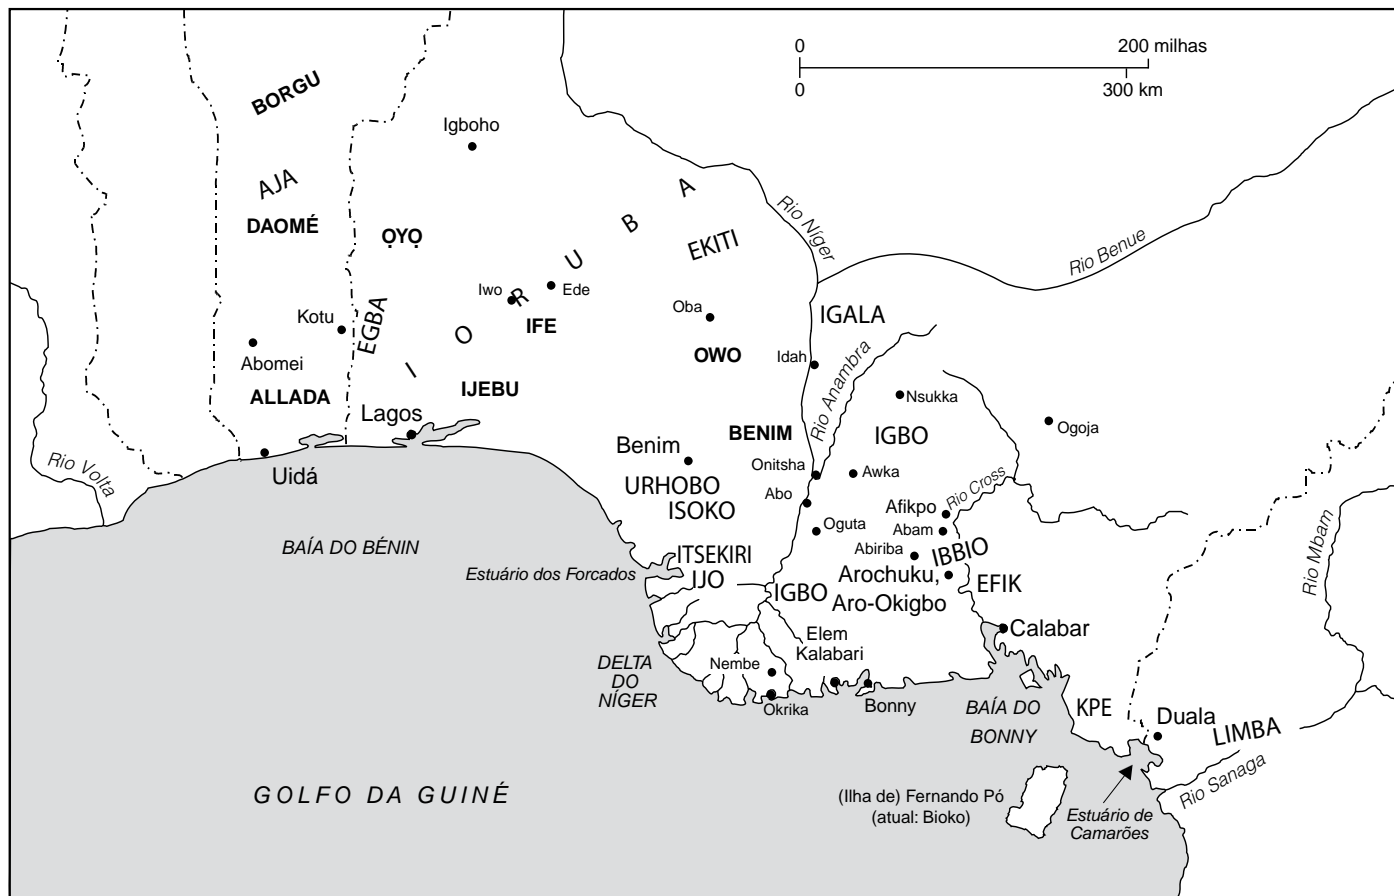 0
200 milhas
0
300 km
BORGU
Igboho
AJA
DAOMÉ
ỌYỌ
IORUBA
EKITI
Rio Níger
Rio Benue
Iwo
Ede
IFE
Oba
OWO
IGALA
Idah
Kotu
EGBA
Abomei
ALLADA
IJEBU
Lagos
Uidá
Rio Volta
Rio Anambra
Nsukka
IGBO
Ogoja
BENIM
Benim
Onitsha
Awka
Abo
URHOBO
ISOKO
Afikpo
Rio Cross
Oguta
Abam
Abiriba
IBBIO
BAÍA DO BÉNIN
ITSEKIRI
IJO
Estuário dos Forcados
IGBO
Arochuku,
Aro-Okigbo
EFIK
Rio Mbam
Calabar
Elem
Kalabari
DELTA
DO
NÍGER
Nembe
Okrika
Bonny
BAÍA DO
BONNY
KPE
Duala
LIMBA
Rio Sanaga
GOLFO DA GUINÉ
(Ilha de) Fernando Pó
(atual: Bioko)
Estuário de
Camarões